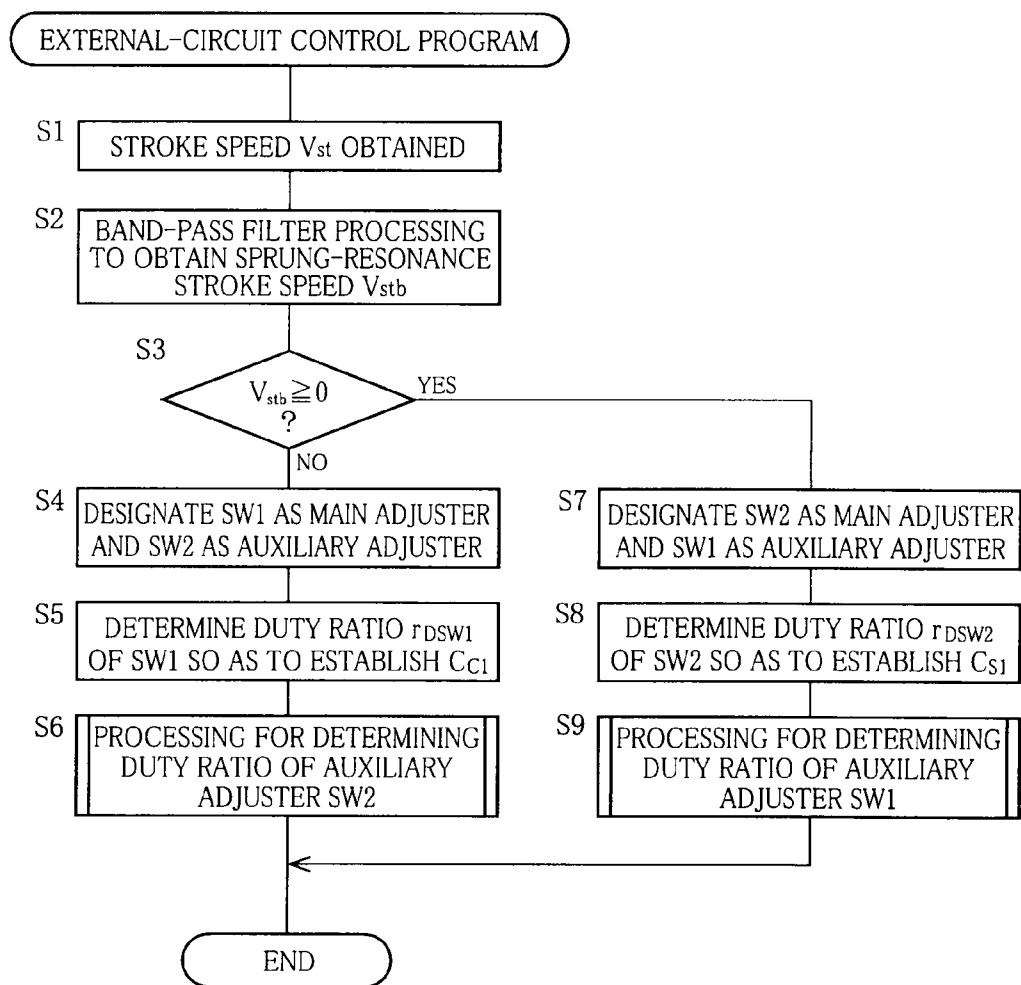 EXTERNAL-CIRCUIT CONTROL PROGRAM
S1
STROKE SPEED Vst OBTAINED
S2
BAND-PASS FILTER PROCESSING
TO OBTAIN SPRUNG-RESONANCE
STROKE SPEED Vstb
S3
Vstb≧0
?
YES
NO
S4
DESIGNATE SW1 AS MAIN ADJUSTER
AND SW2 AS AUXILIARY ADJUSTER
S5
DETERMINE DUTY RATIO rDSW1
OF SW1 SO AS TO ESTABLISH CC1
S6
PROCESSING FOR DETERMINING
DUTY RATIO OF AUXILIARY
ADJUSTER SW2
S7
DESIGNATE SW2 AS MAIN ADJUSTER
AND SW1 AS AUXILIARY ADJUSTER
S8
DETERMINE DUTY RATIO rDSW2
OF SW2 SO AS TO ESTABLISH CS1
S9
PROCESSING FOR DETERMINING
DUTY RATIO OF AUXILIARY
ADJUSTER SW1
END